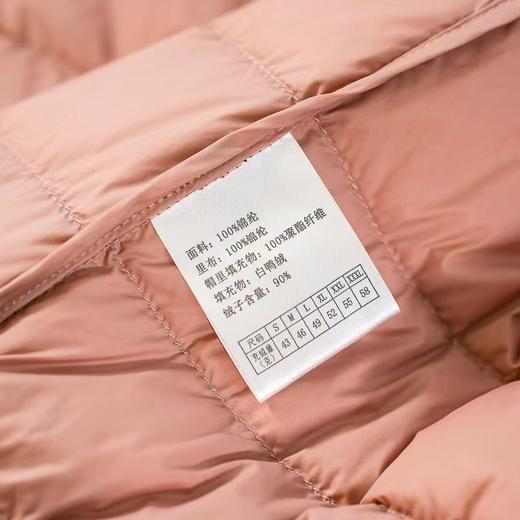 面料：100%锦纶
里布：100%锦纶
帽里填充物：100%聚酯纤维
填充物：白鸭绒
绒子含量：90%
尺码 S M L XL XXL XXXL
充绒量(克) 43 46 49 52 55 58